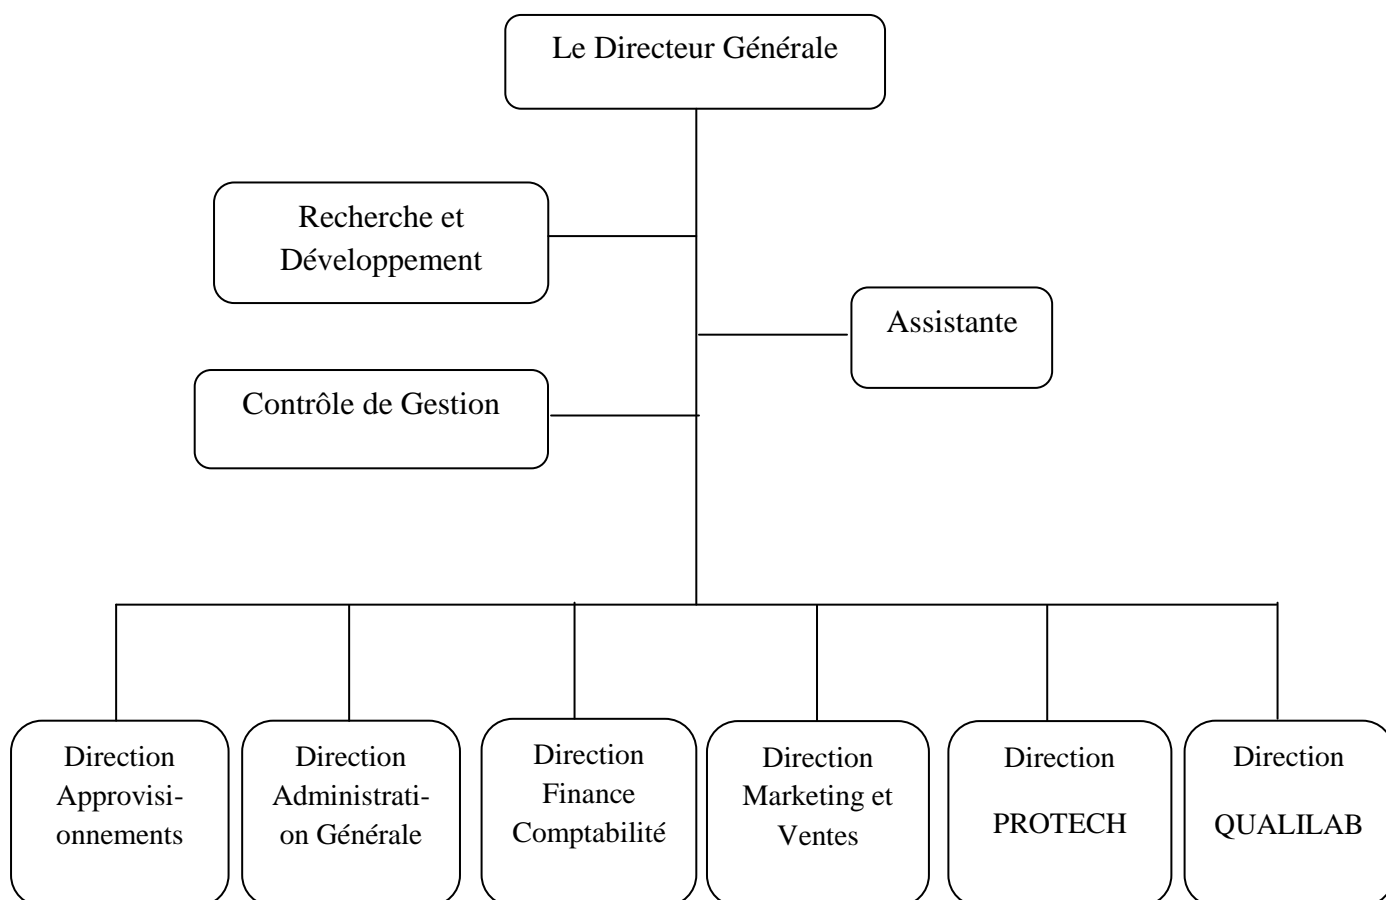 Le Directeur Générale
Recherche et
Développement
Assistante
Contrôle de Gestion
Direction
Approvisi-
onnements
Direction
Administrati-
on Générale
Direction
Finance
Comptabilité
Direction
Marketing et
Ventes
Direction
PROTECH
Direction
QUALILAB